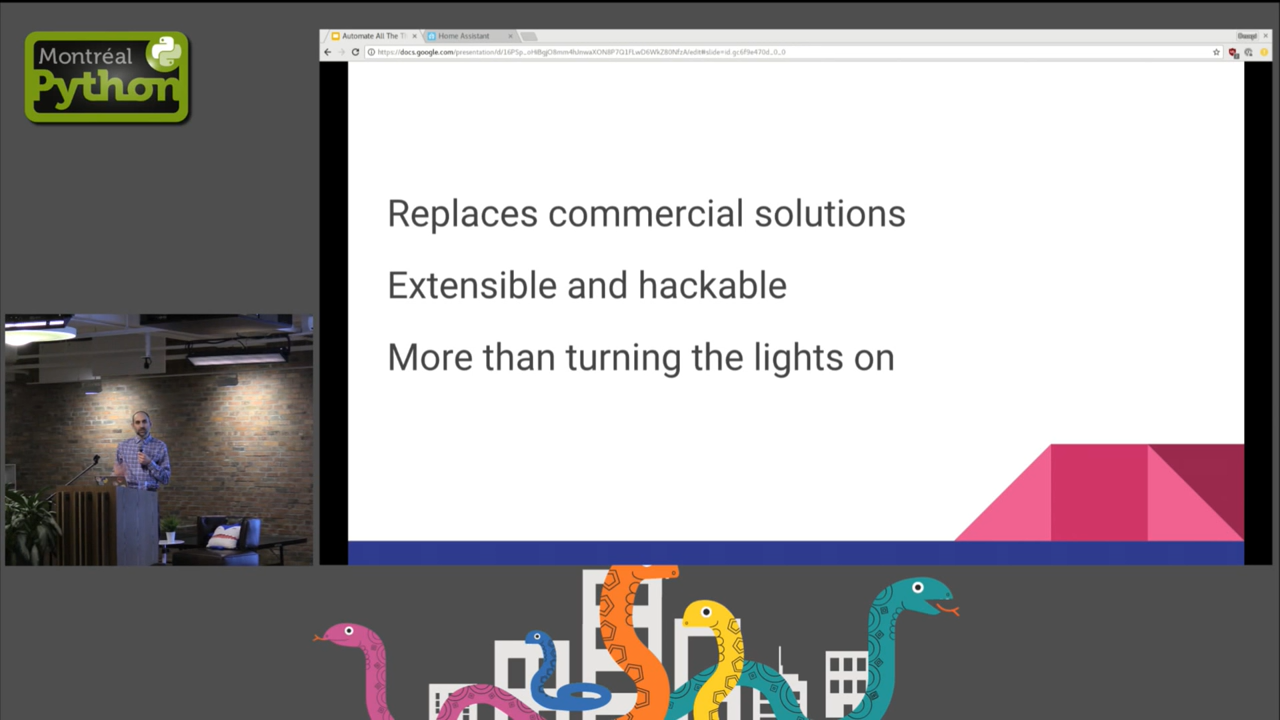 Montréal
Python
Automate All The T
Home Assistant
Replaces commercial solutions
Extensible and hackable
More than turning the lights on